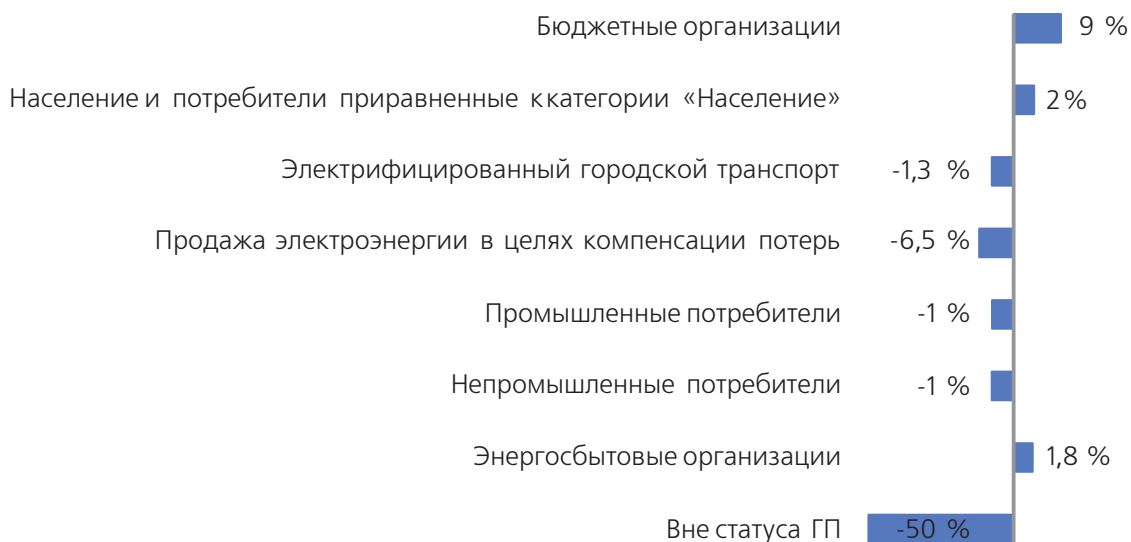 Бюджетные организации 9 %
Население и потребители приравненные к категории «Население» 2 %
Электрифицированный городской транспорт -1,3 %
Продажа электроэнергии в целях компенсации потерь -6,5 %
Промышленные потребители -1 %
Непромышленные потребители -1 %
Энергосбытовые организации 1,8 %
Вне статуса ГП -50 %